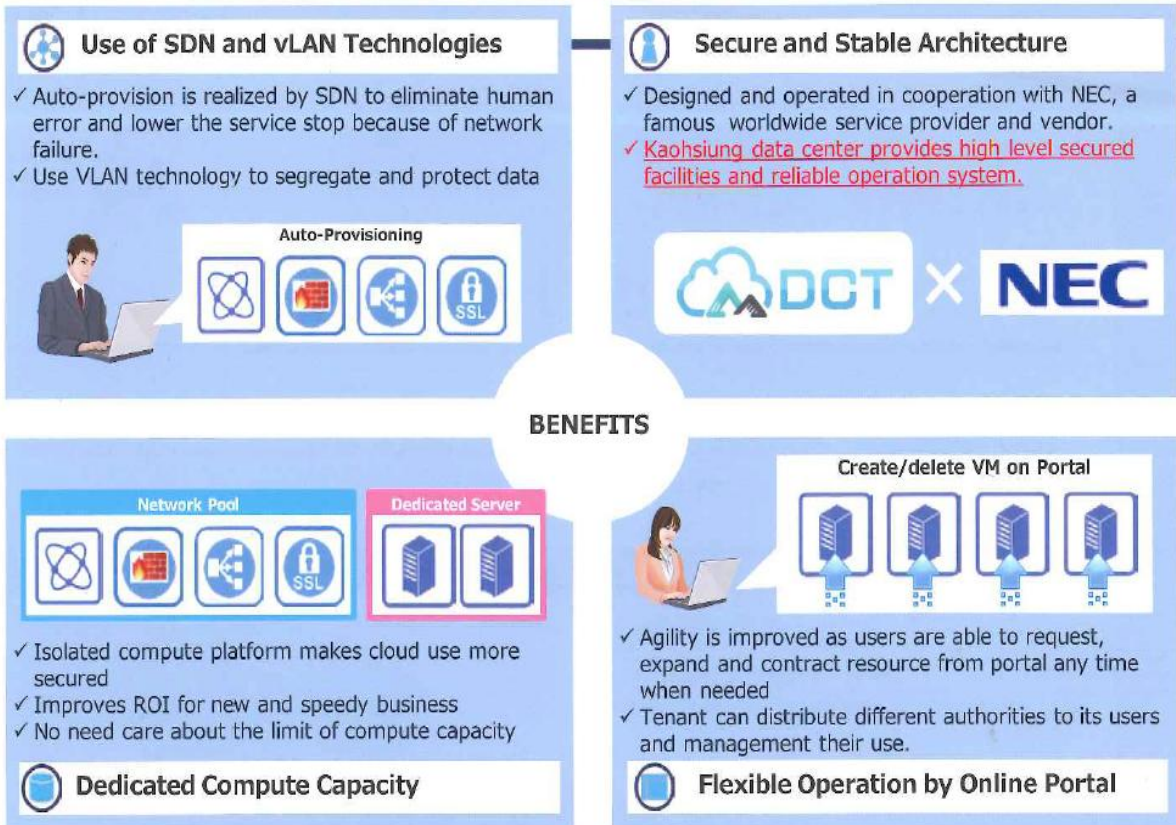 Use of SDN and vLAN Technologies
✓ Auto-provision is realized by SDN to eliminate human
error and lower the service stop because of network
failure.
✓ Use VLAN technology to segregate and protect data
Auto-Provisioning
SSL
Secure and Stable Architecture
✓ Designed and operated in cooperation with NEC, a
famous worldwide service provider and vendor.
✓ Kaohsiung data center provides high level secured
facilities and reliable operation system.
DCT
NEC
BENEFITS
Network Pool
Dedicated Server
SSL
✓ Isolated compute platform makes cloud use more
secured
✓ Improves ROI for new and speedy business
✓ No need care about the limit of compute capacity
Dedicated Compute Capacity
Create/delete VM on Portal
✓ Agility is improved as users are able to request,
expand and contract resource from portal any time
when needed
✓ Tenant can distribute different authorities to its users
and management their use.
Flexible Operation by Online Portal